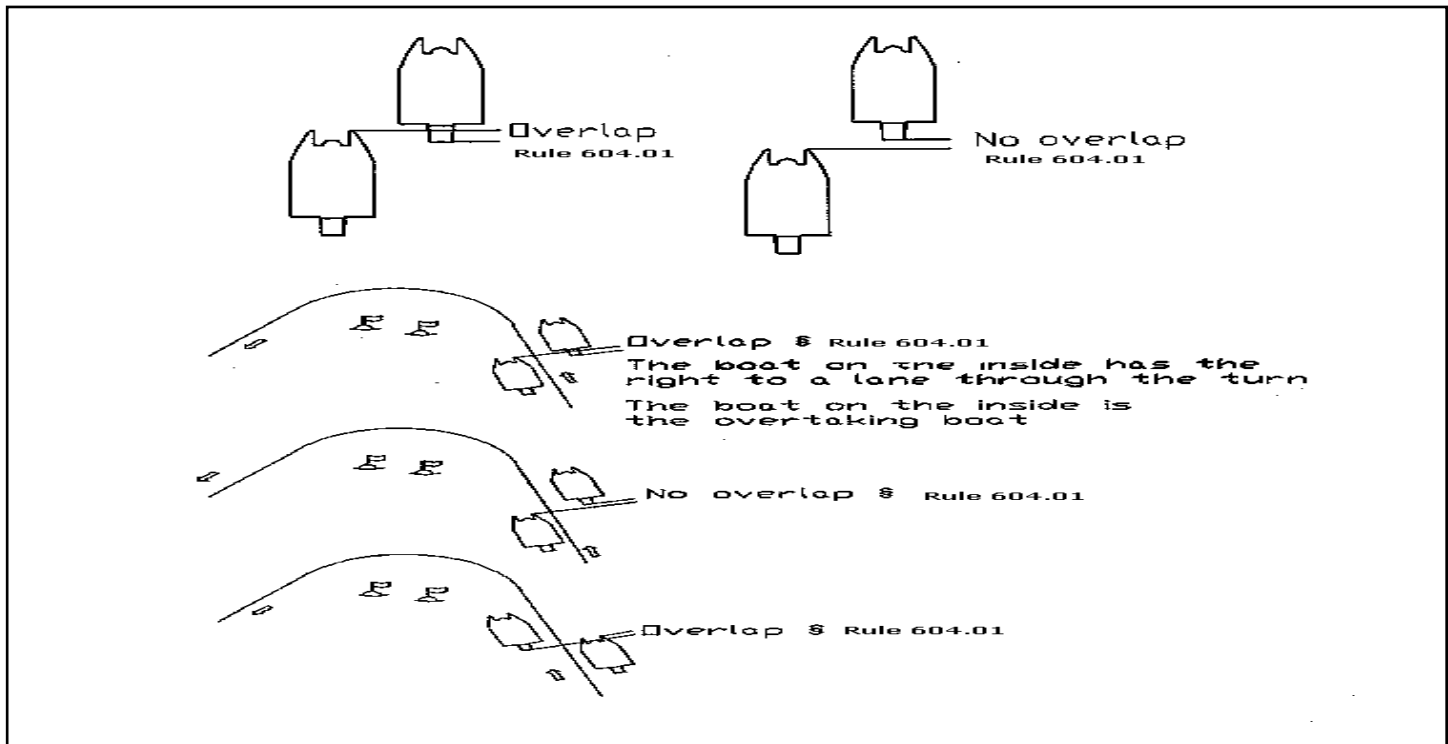 Overlap
Rule 604.01
No overlap
Rule 604.01
Overlap § Rule 604.01
The boat on the inside has the
right to a lane through the turn
The boat on the inside is
the overtaking boat
No overlap § Rule 604.01
Overlap § Rule 604.01